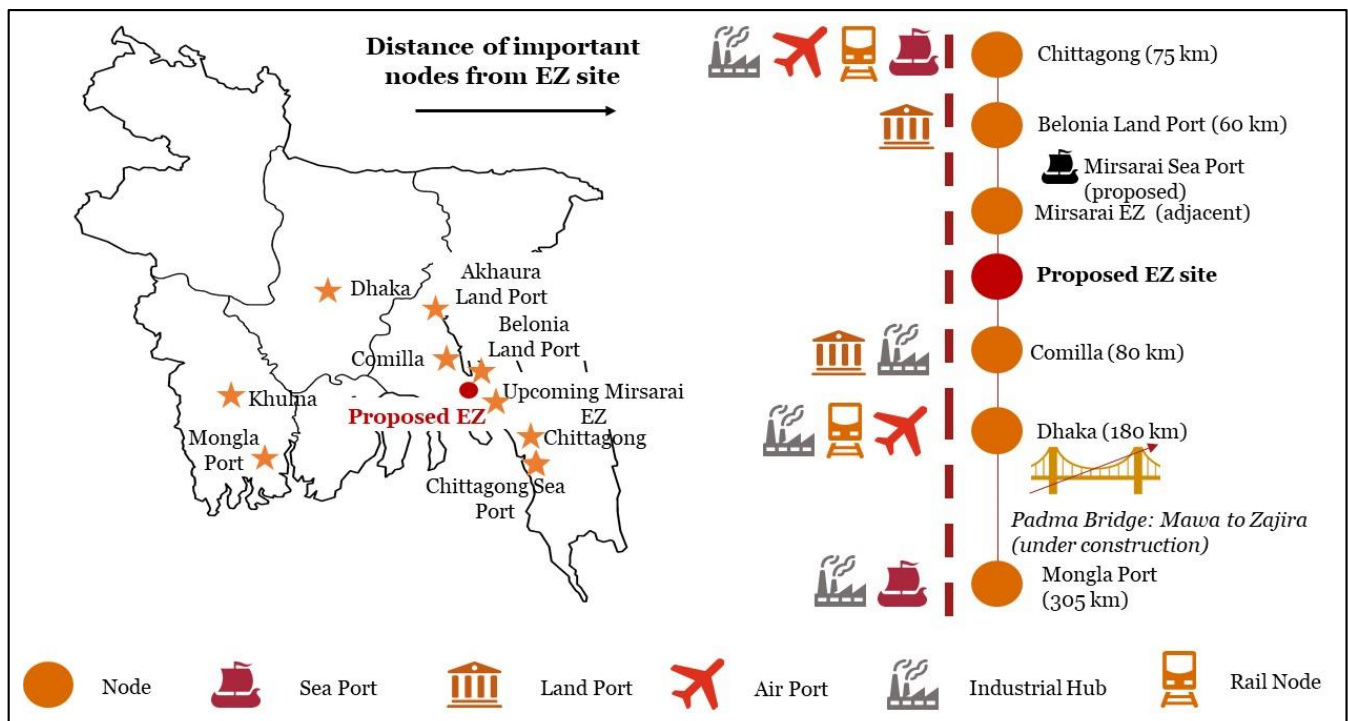 Distance of important
nodes from EZ site
Dhaka
Akhaura
Land Port
Belonia
Land Port
Comilla
Upcoming Mirsarai
EZ
Proposed EZ
Khulna
Mongla
Port
Chittagong
Chittagong Sea
Port
Chittagong (75 km)
Belonia Land Port (60 km)
Mirsarai Sea Port
(proposed)
Mirsarai EZ (adjacent)
Proposed EZ site
Comilla (80 km)
Dhaka (180 km)
Padma Bridge: Mawa to Zajira
(under construction)
Mongla Port
(305 km)
Node
Sea Port
Land Port
Air Port
Industrial Hub
Rail Node